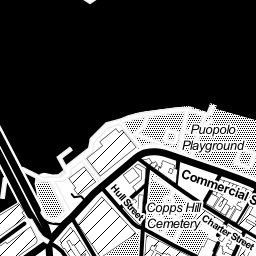 Puopolo
Playground
Commercial S
Hull Street
Copps Hill
Cemetery
Charter Street